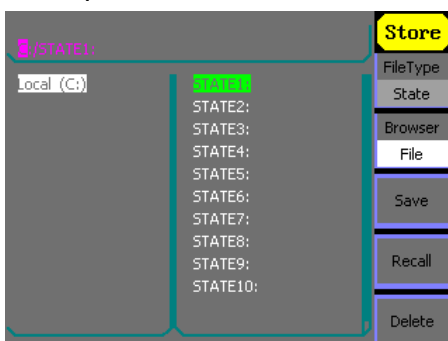 Store
C:/STATE1:
FileType
State
Local (C:)
STATE1:
STATE2:
STATE3:
STATE4:
STATE5:
STATE6:
STATE7:
STATE8:
STATE9:
STATE10:
Browser
File
Save
Recall
Delete